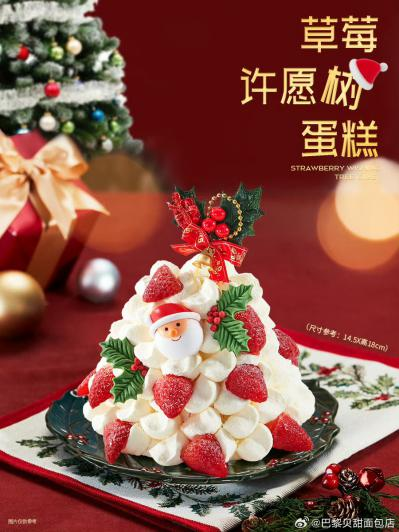 草莓
许愿树
蛋糕
STRAWBERRY WISHING
TREE CAKE
（尺寸参考：14.5X高18cm）
图片仅供参考
@巴黎贝甜面包店